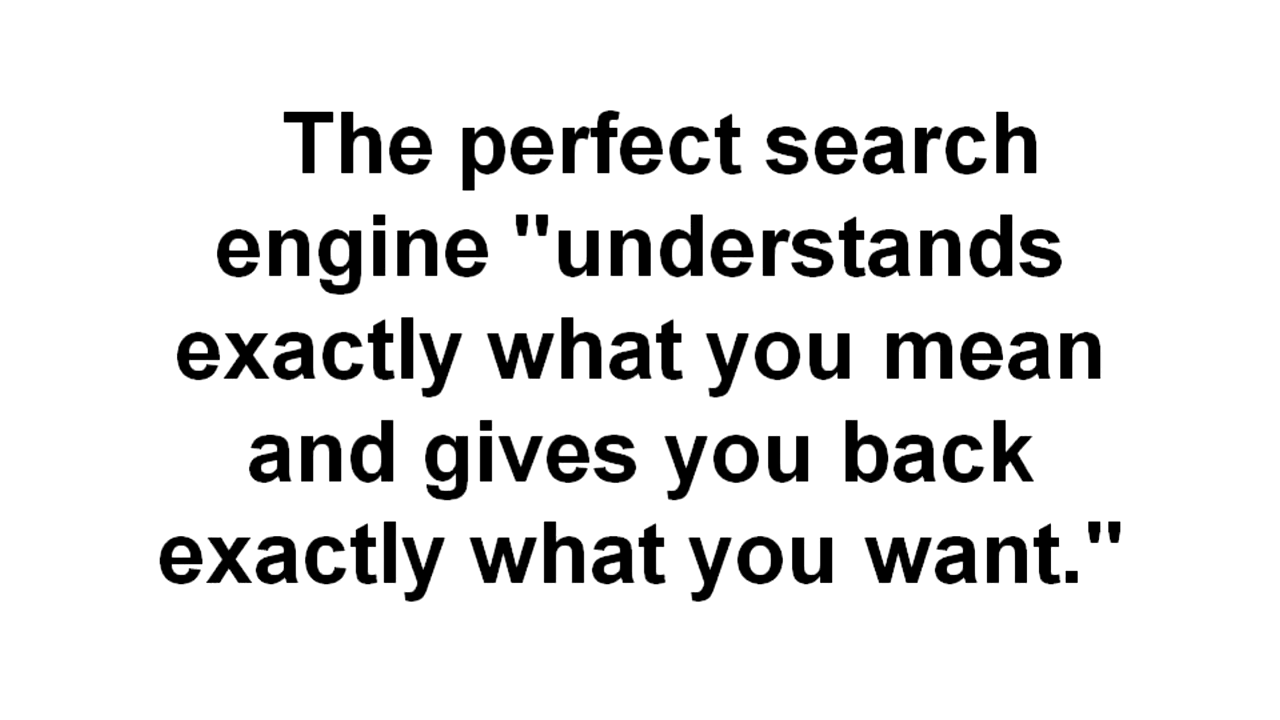 The perfect search
engine "understands
exactly what you mean
and gives you back
exactly what you want."